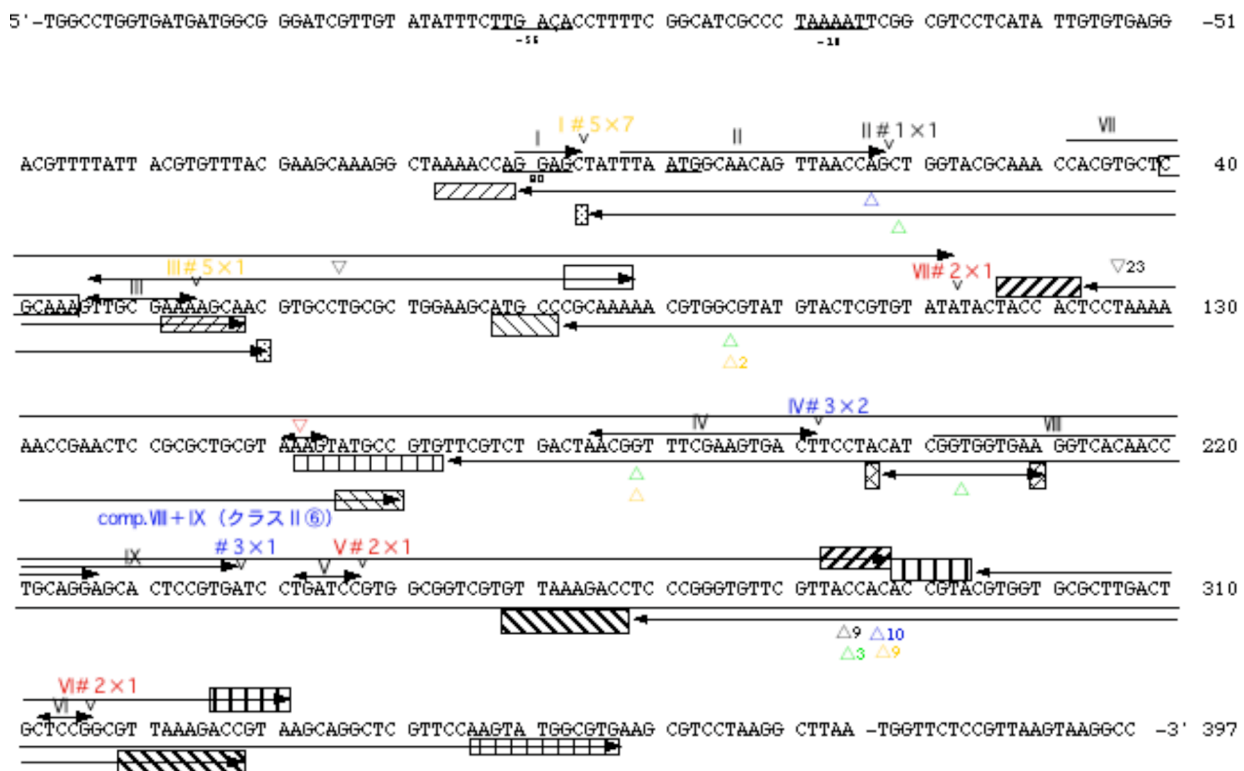 5'-TGGCCTGGTGATGATGGCG GGATCGTTGT ATATTTCTTG ACACCTTTTC GGCATCGCCC TAAAATTCGG CGTCCTCATA TTGTGTGAGG -51
I # 5 × 7 II # 1 × 1
I II VII
ACGTTTTATT ACGTGTTTAC GAAGCAAAGG CTAAAACCAG GAGCTATTTA ATGGCAACAG TTAACCAGCT GGTACGCAAA CCACGTGCTC 40
△
△
III # 5 × 1 ▽ VII # 2 × 1 ▽23
III
GCAAAGTTGC GAAAAGCAAC GTGCCTGCGC TGGAAGCATG CCCGCAAAAA CGTGGCGTAT GTACTCGTGT ATATACTACC ACTCCTAAAA 130
△
△2
▽ IV # 3 × 2
IV VIII
AACCGAACTC CGCGCTGCGT AAAGTATGCC GTGTTCGTCT GACTAACGGT TTCGAAGTGA CTTCCTACAT CGGTGGTGAA GGTCACAACC 220
△ △
△
comp.VIII + IX (クラス II ⑥)
# 3 × 1 V # 2 × 1
IX V
TGCAGGAGCA CTCCGTGATC CTGATCCGTG GCGGTCGTGT TAAAGACCTC CCGGGTGTTC GTTACCACAC CGTACGTGGT GCGCTTGACT 310
△9 △10
△3 △9
VI # 2 × 1
VI
GCTCCGGCGT TAAAGACCGT AAGCAGGCTC GTTCCAAGTA TGGCGTGAAG CGTCCTAAGG CTTAA -TGGTTCTCCGTTAAGTAAGGCC -3' 397